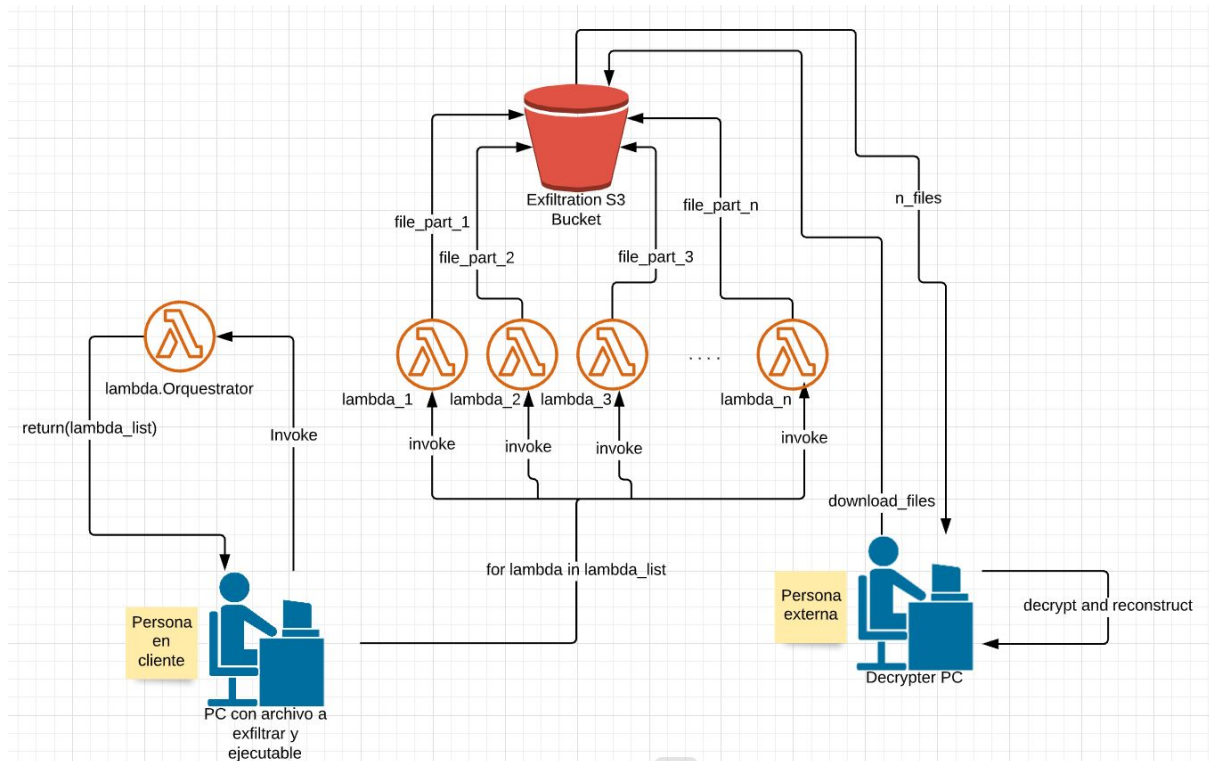 Exfiltration S3
Bucket
n_files
file_part_1
file_part_n
file_part_2
file_part_3
lambda.Orquestrator
lambda_1
lambda_2
lambda_3
. . . .
lambda_n
return(lambda_list)
Invoke
invoke
invoke
invoke
invoke
download_files
for lambda in lambda_list
Persona
en
cliente
PC con archivo a
exfiltrar y
ejecutable
Persona
externa
decrypt and reconstruct
Decrypter PC